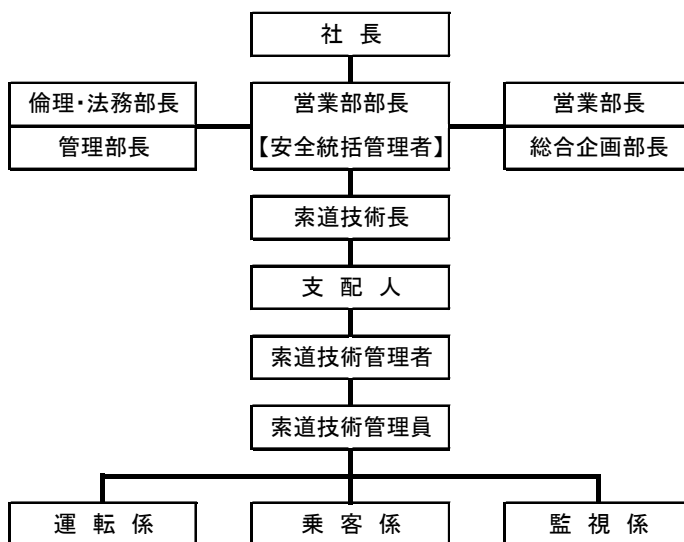 社 長
倫理・法務部長
管理部長
営業部部長
【安全統括管理者】
営業部長
総合企画部長
索道技術長
支 配 人
索道技術管理者
索道技術管理員
運 転 係
乗 客 係
監 視 係